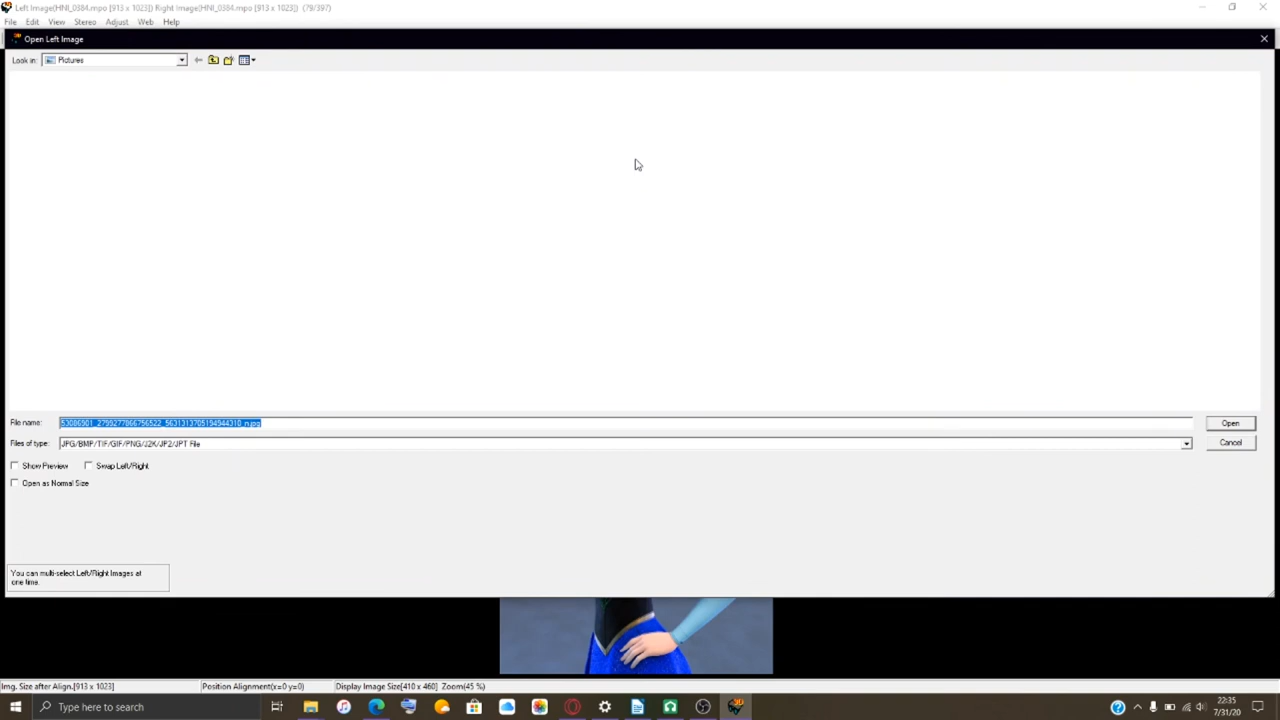 Left Image(HNI_0384.mpo [913 x 1023]) Right Image(HNI_0384.mpo [913 x 1023])  (79/397)
File Edit View Stereo Adjust Web Help
Open Left Image
Look in: Pictures
File name: 53086901_2799277866756522_5631313705194944310_n.jpg Open
Files of type: JPG/BMP/TIF/GIF/PNG/J2K/JP2/JPT File Cancel
Show Preview Swap Left/Right
Open as Normal Size
You can multi-select Left/Right Images at
one time.
Img. Size after Align.[913 x 1023] Position Alignment(x=0 y=0) Display Image Size[410 x 460] Zoom(45 %)
Type here to search
22:35
7/31/20